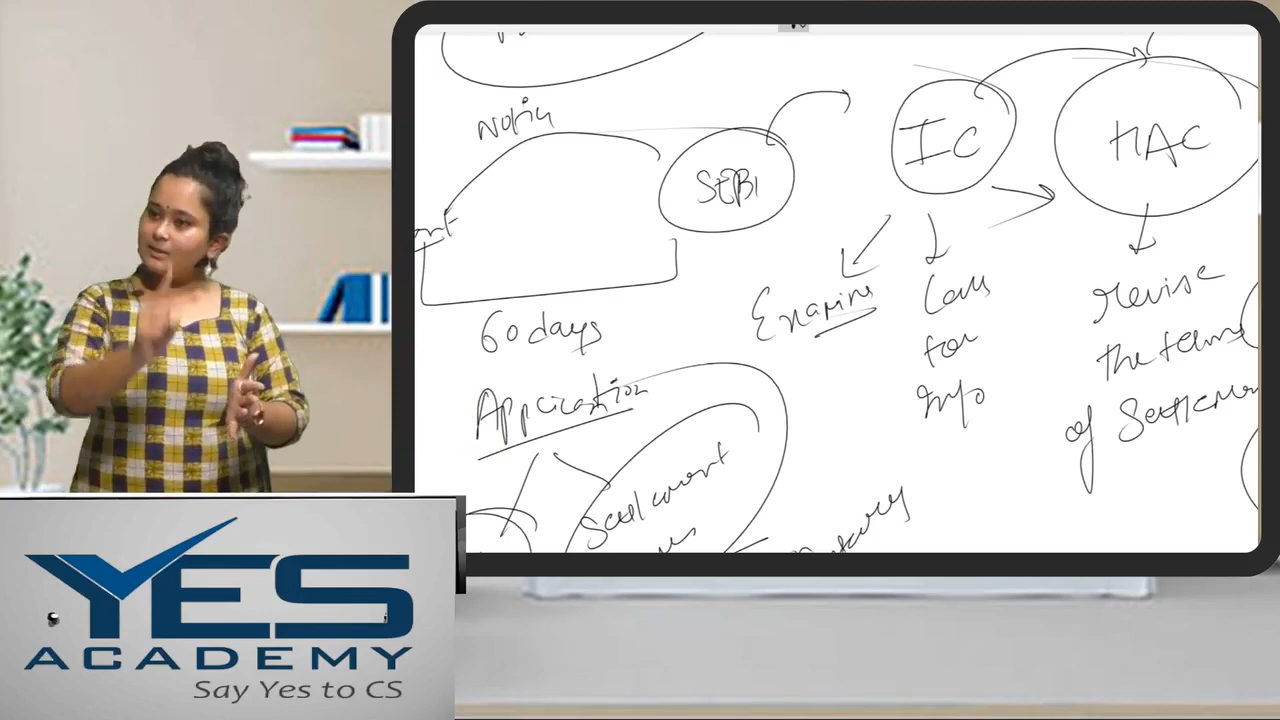 Notice
SEBI
IC
HAC
60 days
Application
Examine
Call
for
Info
revise
the terms
of Settlement
Settlement
YES
ACADEMY
Say Yes to CS